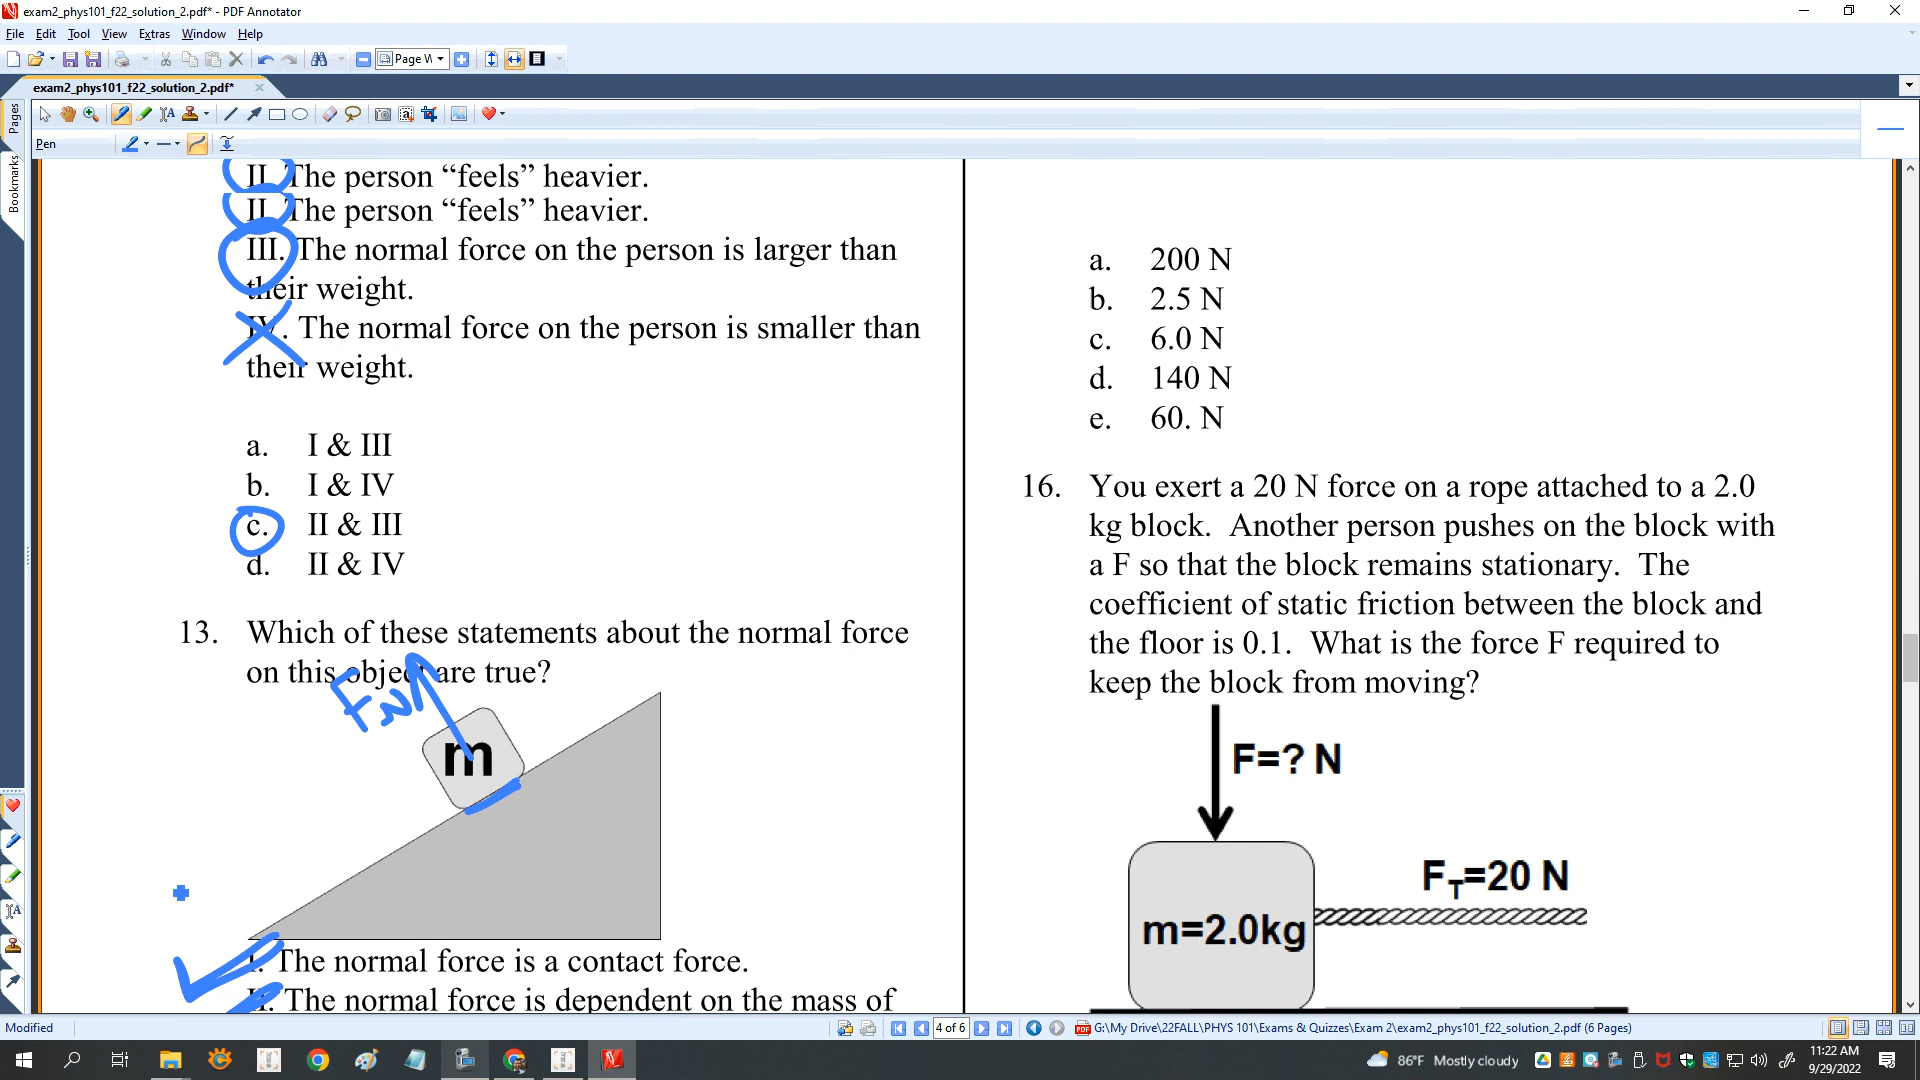 exam2_phys101_f22_solution_2.pdf* - PDF Annotator
File Edit Tool View Extras Window Help
Page W
exam2_phys101_f22_solution_2.pdf*
Pages
Bookmarks
Pen
II. The person “feels” heavier.
II. The person “feels” heavier.
III. The normal force on the person is larger than
their weight.
IV. The normal force on the person is smaller than
their weight.
a. I & III
b. I & IV
c. II & III
d. II & IV
13. Which of these statements about the normal force
on this object are true?
FN
m
I. The normal force is a contact force.
II. The normal force is dependent on the mass of
a. 200 N
b. 2.5 N
c. 6.0 N
d. 140 N
e. 60. N
16. You exert a 20 N force on a rope attached to a 2.0
kg block. Another person pushes on the block with
a F so that the block remains stationary. The
coefficient of static friction between the block and
the floor is 0.1. What is the force F required to
keep the block from moving?
F=? N
FT=20 N
m=2.0kg
Modified
4 of 6
G:\My Drive\22FALL\PHYS 101\Exams & Quizzes\Exam 2\exam2_phys101_f22_solution_2.pdf (6 Pages)
86°F Mostly cloudy
11:22 AM
9/29/2022